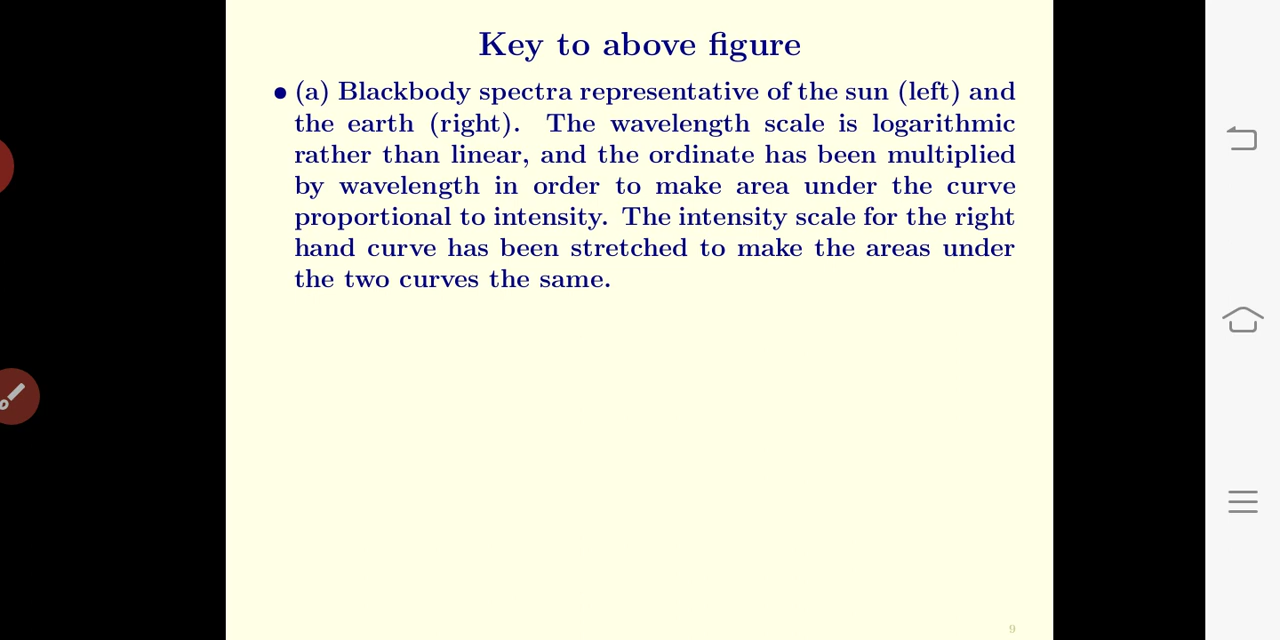 Key to above figure
• (a) Blackbody spectra representative of the sun (left) and
the earth (right). The wavelength scale is logarithmic
rather than linear, and the ordinate has been multiplied
by wavelength in order to make area under the curve
proportional to intensity. The intensity scale for the right
hand curve has been stretched to make the areas under
the two curves the same.
9